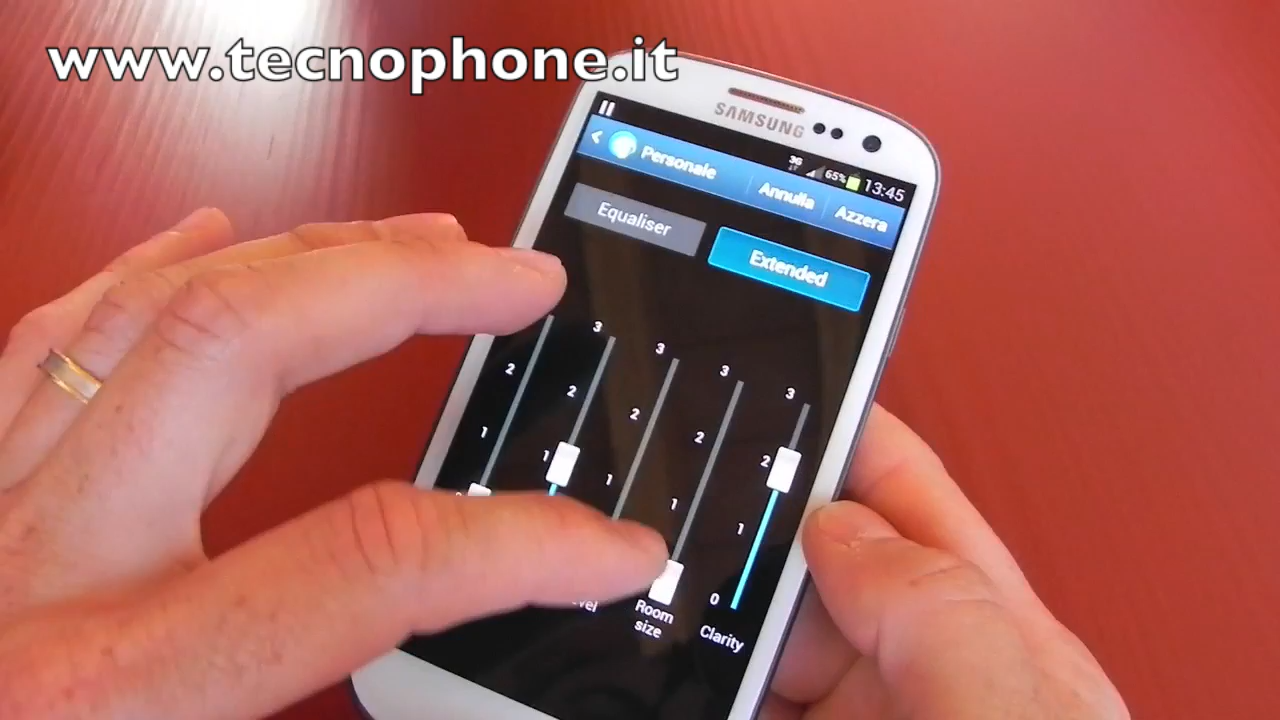 www.tecnophone.it
SAMSUNG
3G 65% 13:45
Personale Annulla Azzera
Equaliser Extended
3 3 3 3
2 2 2 2 2
1 1 1 1 1
0
Room size Clarity